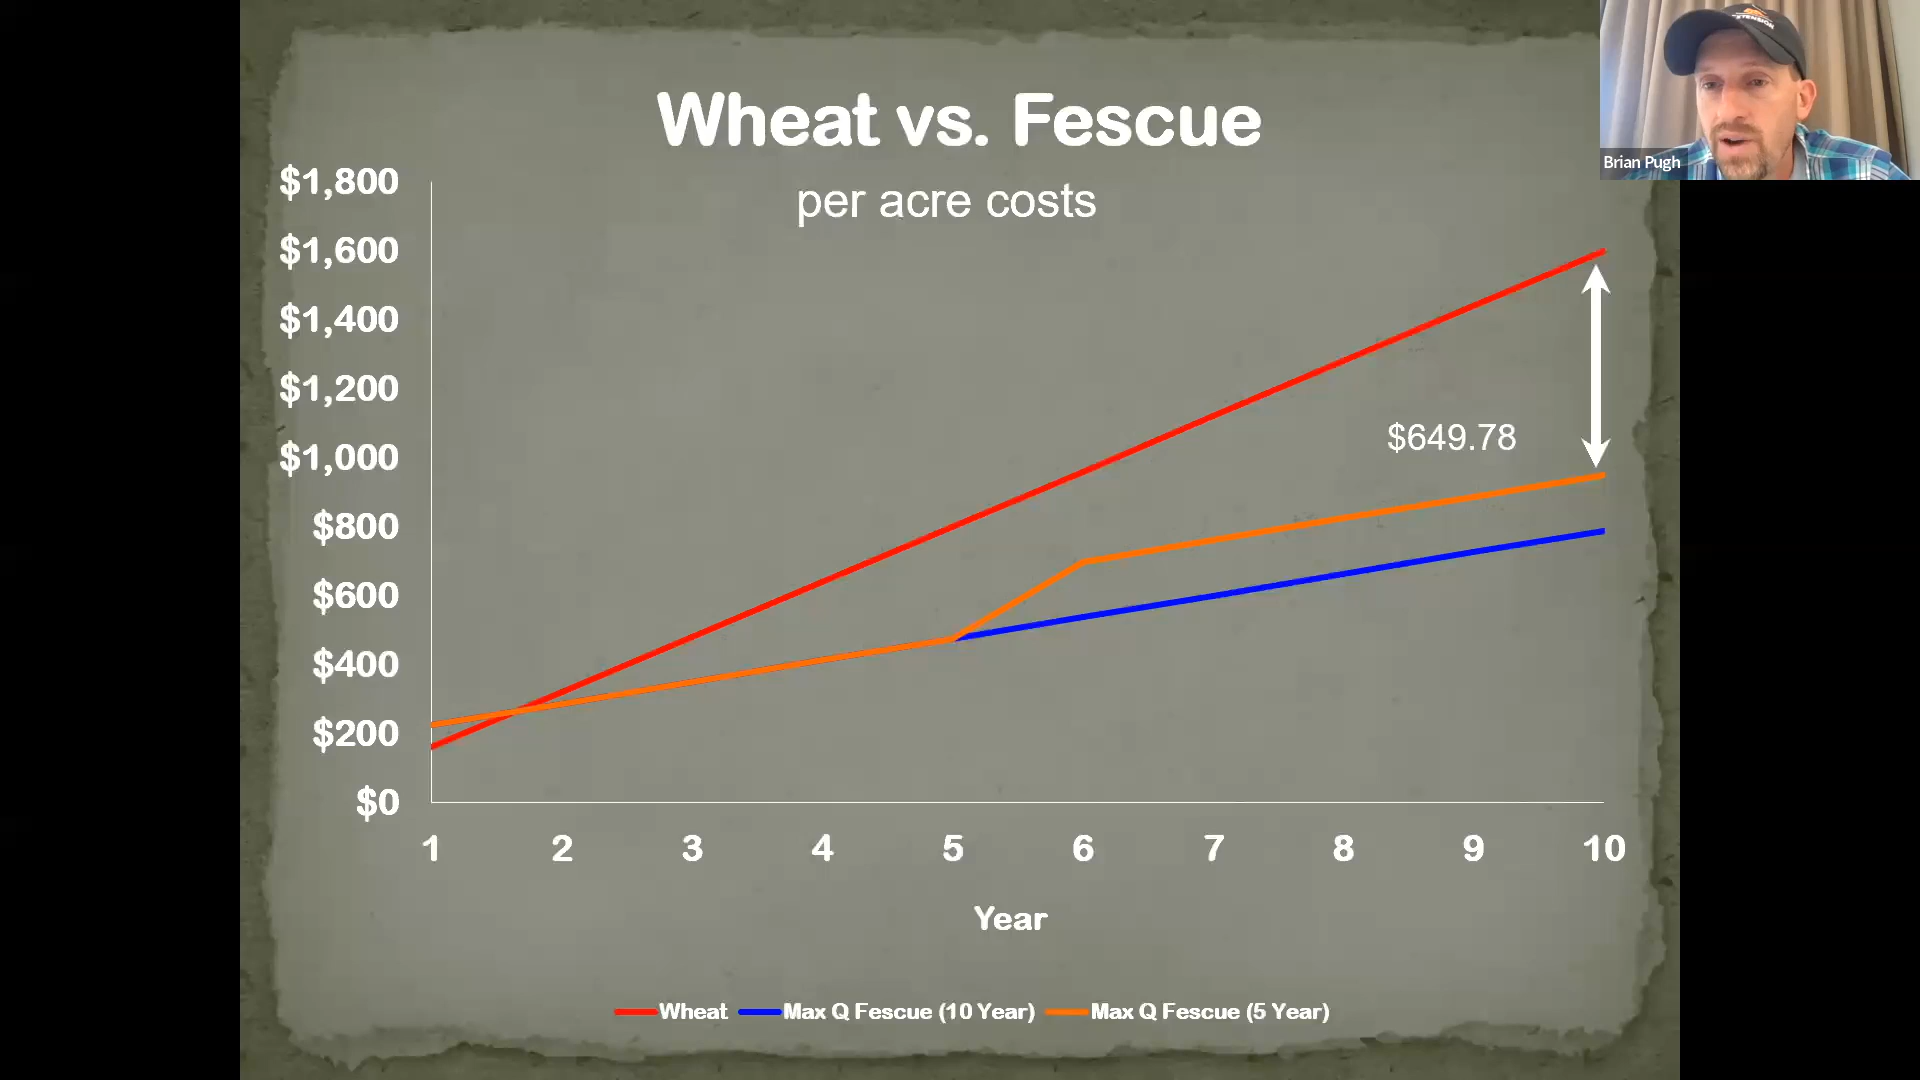 Wheat vs. Fescue
per acre costs
$1,800
$1,600
$1,400
$1,200
$1,000
$800
$600
$400
$200
$0
$649.78
1 2 3 4 5 6 7 8 9 10
Year
Wheat Max Q Fescue (10 Year) Max Q Fescue (5 Year)
EXTENSION
Brian Pugh